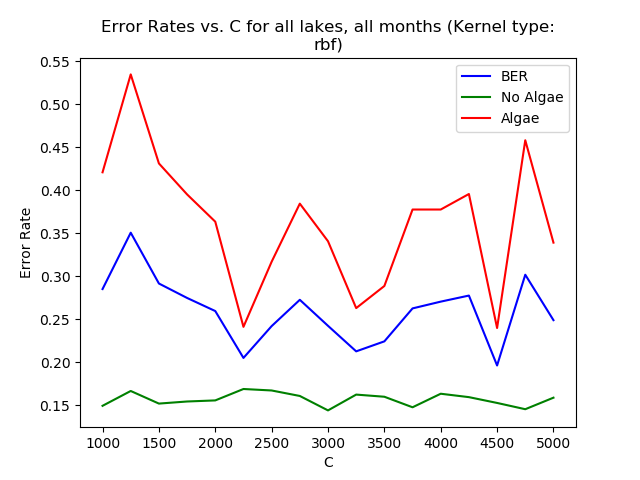 Error Rates vs. C for all lakes, all months (Kernel type:
rbf)
BER
No Algae
Algae
Error Rate
0.55
0.50
0.45
0.40
0.35
0.30
0.25
0.20
0.15
1000 1500 2000 2500 3000 3500 4000 4500 5000
C